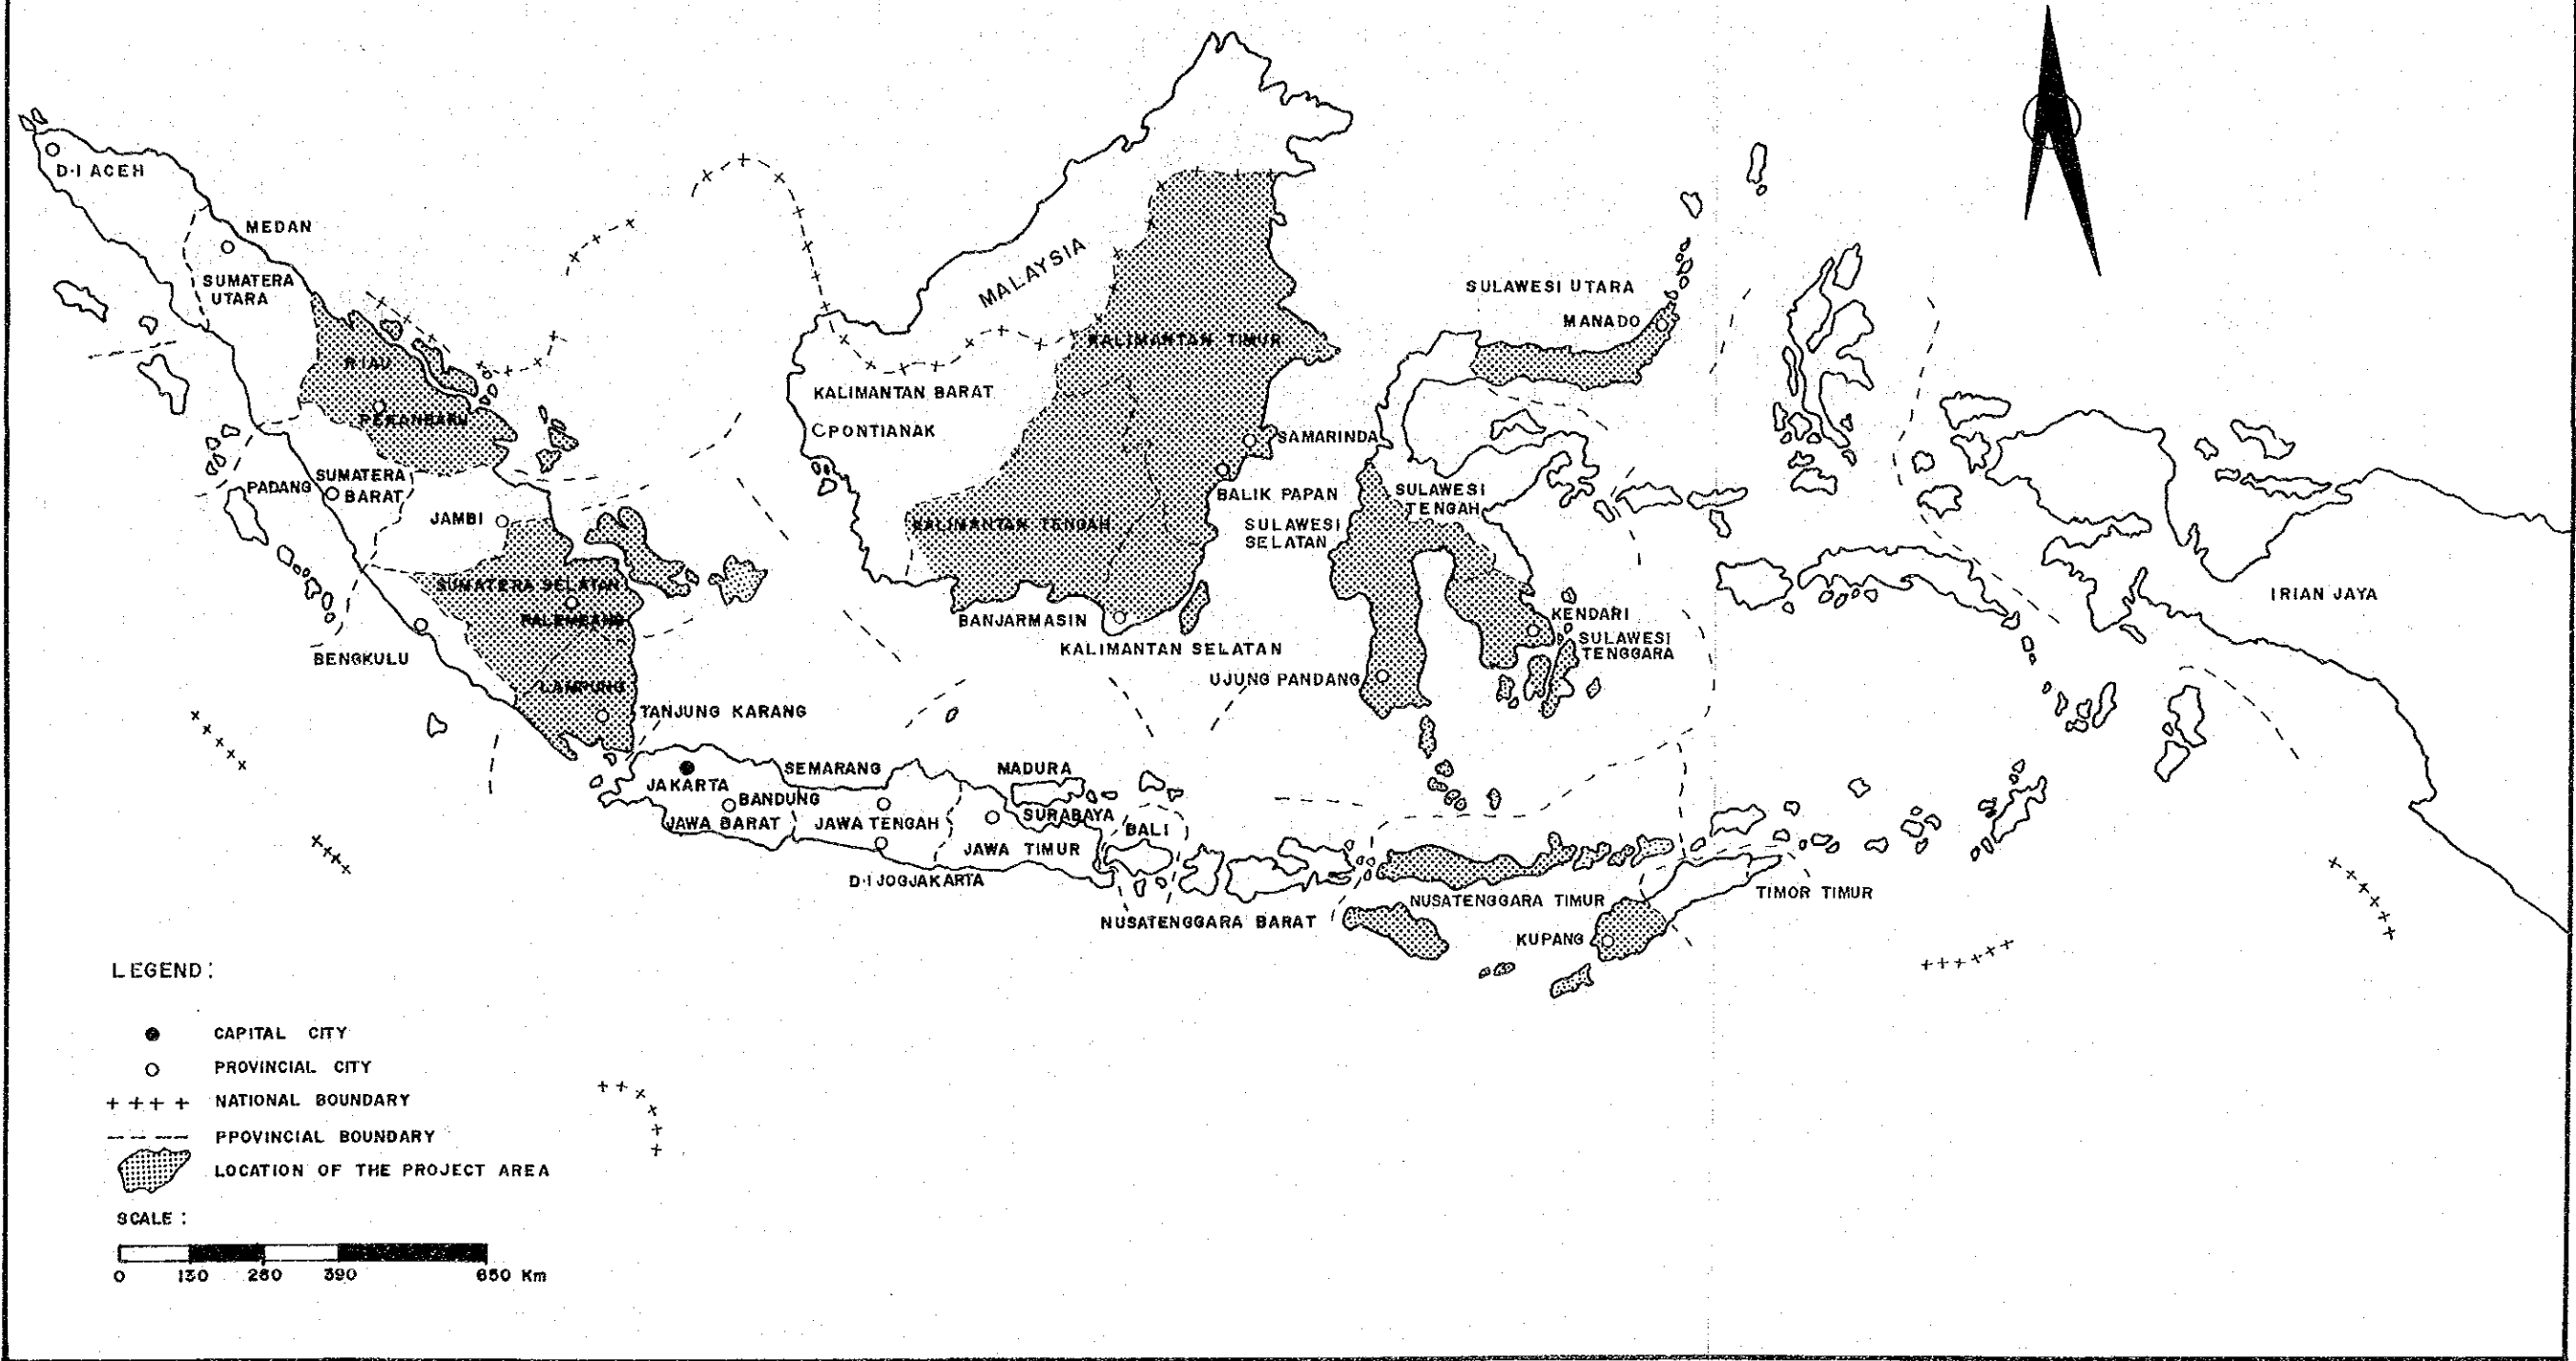 D·I ACEH
MEDAN
SUMATERA
UTARA
RIAU
PEKANBARU
PADANG
SUMATERA
BARAT
JAMBI
SUMATERA SELATAN
PALEMBANG
BENGKULU
LAMPUNG
TANJUNG KARANG
MALAYSIA
KALIMANTAN TIMUR
KALIMANTAN BARAT
PONTIANAK
SAMARINDA
BALIK PAPAN
KALIMANTAN TENGAH
BANJARMASIN
KALIMANTAN SELATAN
SULAWESI UTARA
MANADO
SULAWESI
TENGAH
SULAWESI
SELATAN
KENDARI
SULAWESI
TENGGARA
UJUNG PANDANG
IRIAN JAYA
JAKARTA
BANDUNG
JAWA BARAT
SEMARANG
JAWA TENGAH
D·I JOGJAKARTA
MADURA
SURABAYA
JAWA TIMUR
BALI
NUSATENGGARA BARAT
NUSATENGGARA TIMUR
KUPANG
TIMOR TIMUR
LEGEND:
CAPITAL CITY
PROVINCIAL CITY
NATIONAL BOUNDARY
PPOVINCIAL BOUNDARY
LOCATION OF THE PROJECT AREA
SCALE :
0 130 260 390 650 Km